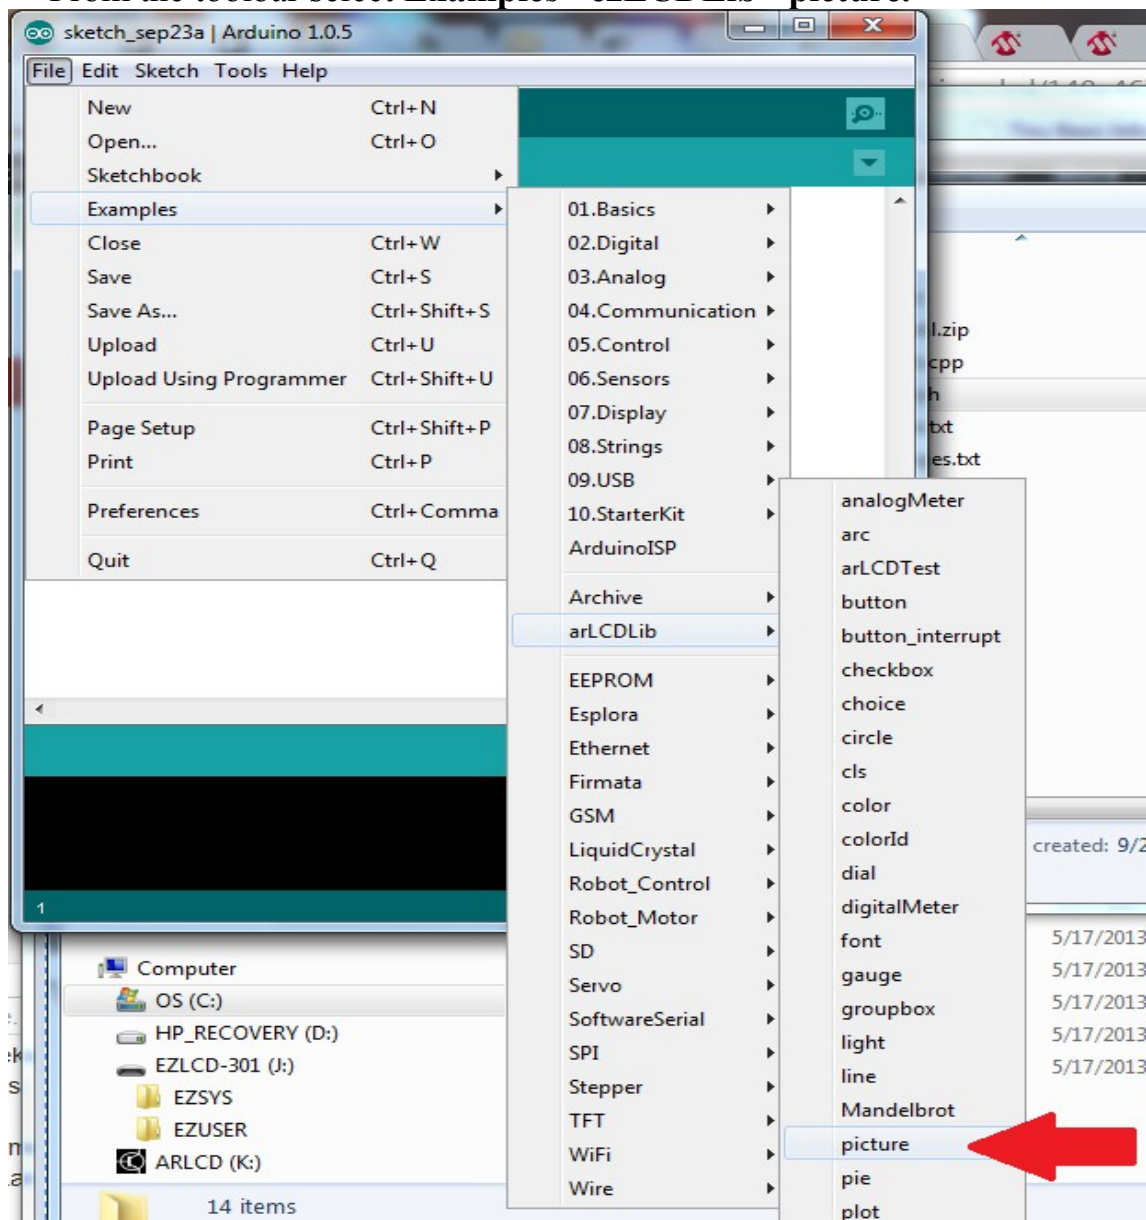 sketch_sep23a | Arduino 1.0.5
File Edit Sketch Tools Help
New Ctrl+N
Open... Ctrl+O
Sketchbook
Examples
Close Ctrl+W
Save Ctrl+S
Save As... Ctrl+Shift+S
Upload Ctrl+U
Upload Using Programmer Ctrl+Shift+U
Page Setup Ctrl+Shift+P
Print Ctrl+P
Preferences Ctrl+Comma
Quit Ctrl+Q
01.Basics
02.Digital
03.Analog
04.Communication
05.Control
06.Sensors
07.Display
08.Strings
09.USB
10.StarterKit
ArduinoISP
Archive
arLCDLib
EEPROM
Esplora
Ethernet
Firmata
GSM
LiquidCrystal
Robot_Control
Robot_Motor
SD
Servo
SoftwareSerial
SPI
Stepper
TFT
WiFi
Wire
analogMeter
arc
arLCDTest
button
button_interrupt
checkbox
choice
circle
cls
color
colorId
dial
digitalMeter
font
gauge
groupbox
light
line
Mandelbrot
picture
pie
plot
l.zip
cpp
h
txt
es.txt
created: 9/2
1
5/17/2013
5/17/2013
5/17/2013
5/17/2013
5/17/2013
Computer
OS (C:)
HP_RECOVERY (D:)
EZLCD-301 (J:)
EZSYS
EZUSER
ARLCD (K:)
14 items